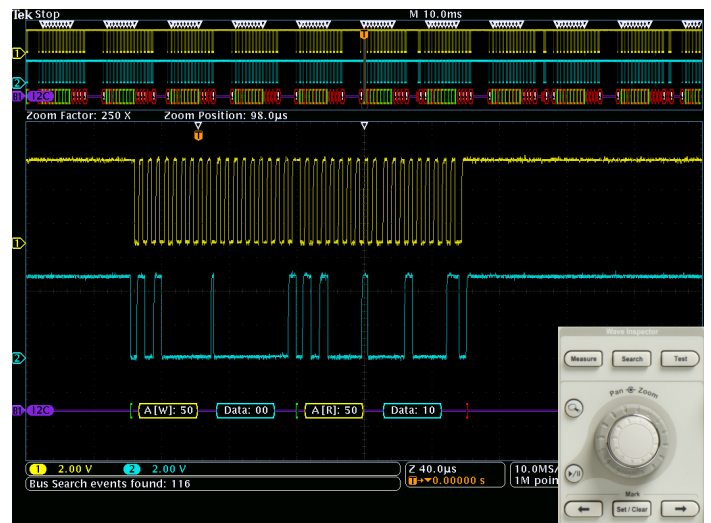 Tek Stop M 10.0ms
1
2
B1 I2C
Zoom Factor: 250 X Zoom Position: 98.0µs
T
1
2
B1 I2C A[W]: 50 Data: 00 A[R]: 50 Data: 10
1 2.00 V 2 2.00 V Z 40.0µs 10.0MS/
Bus Search events found: 116 T→▼0.00000 s 1M poin
Wave Inspector
Measure Search Test
Pan Zoom
Mark
← Set / Clear →